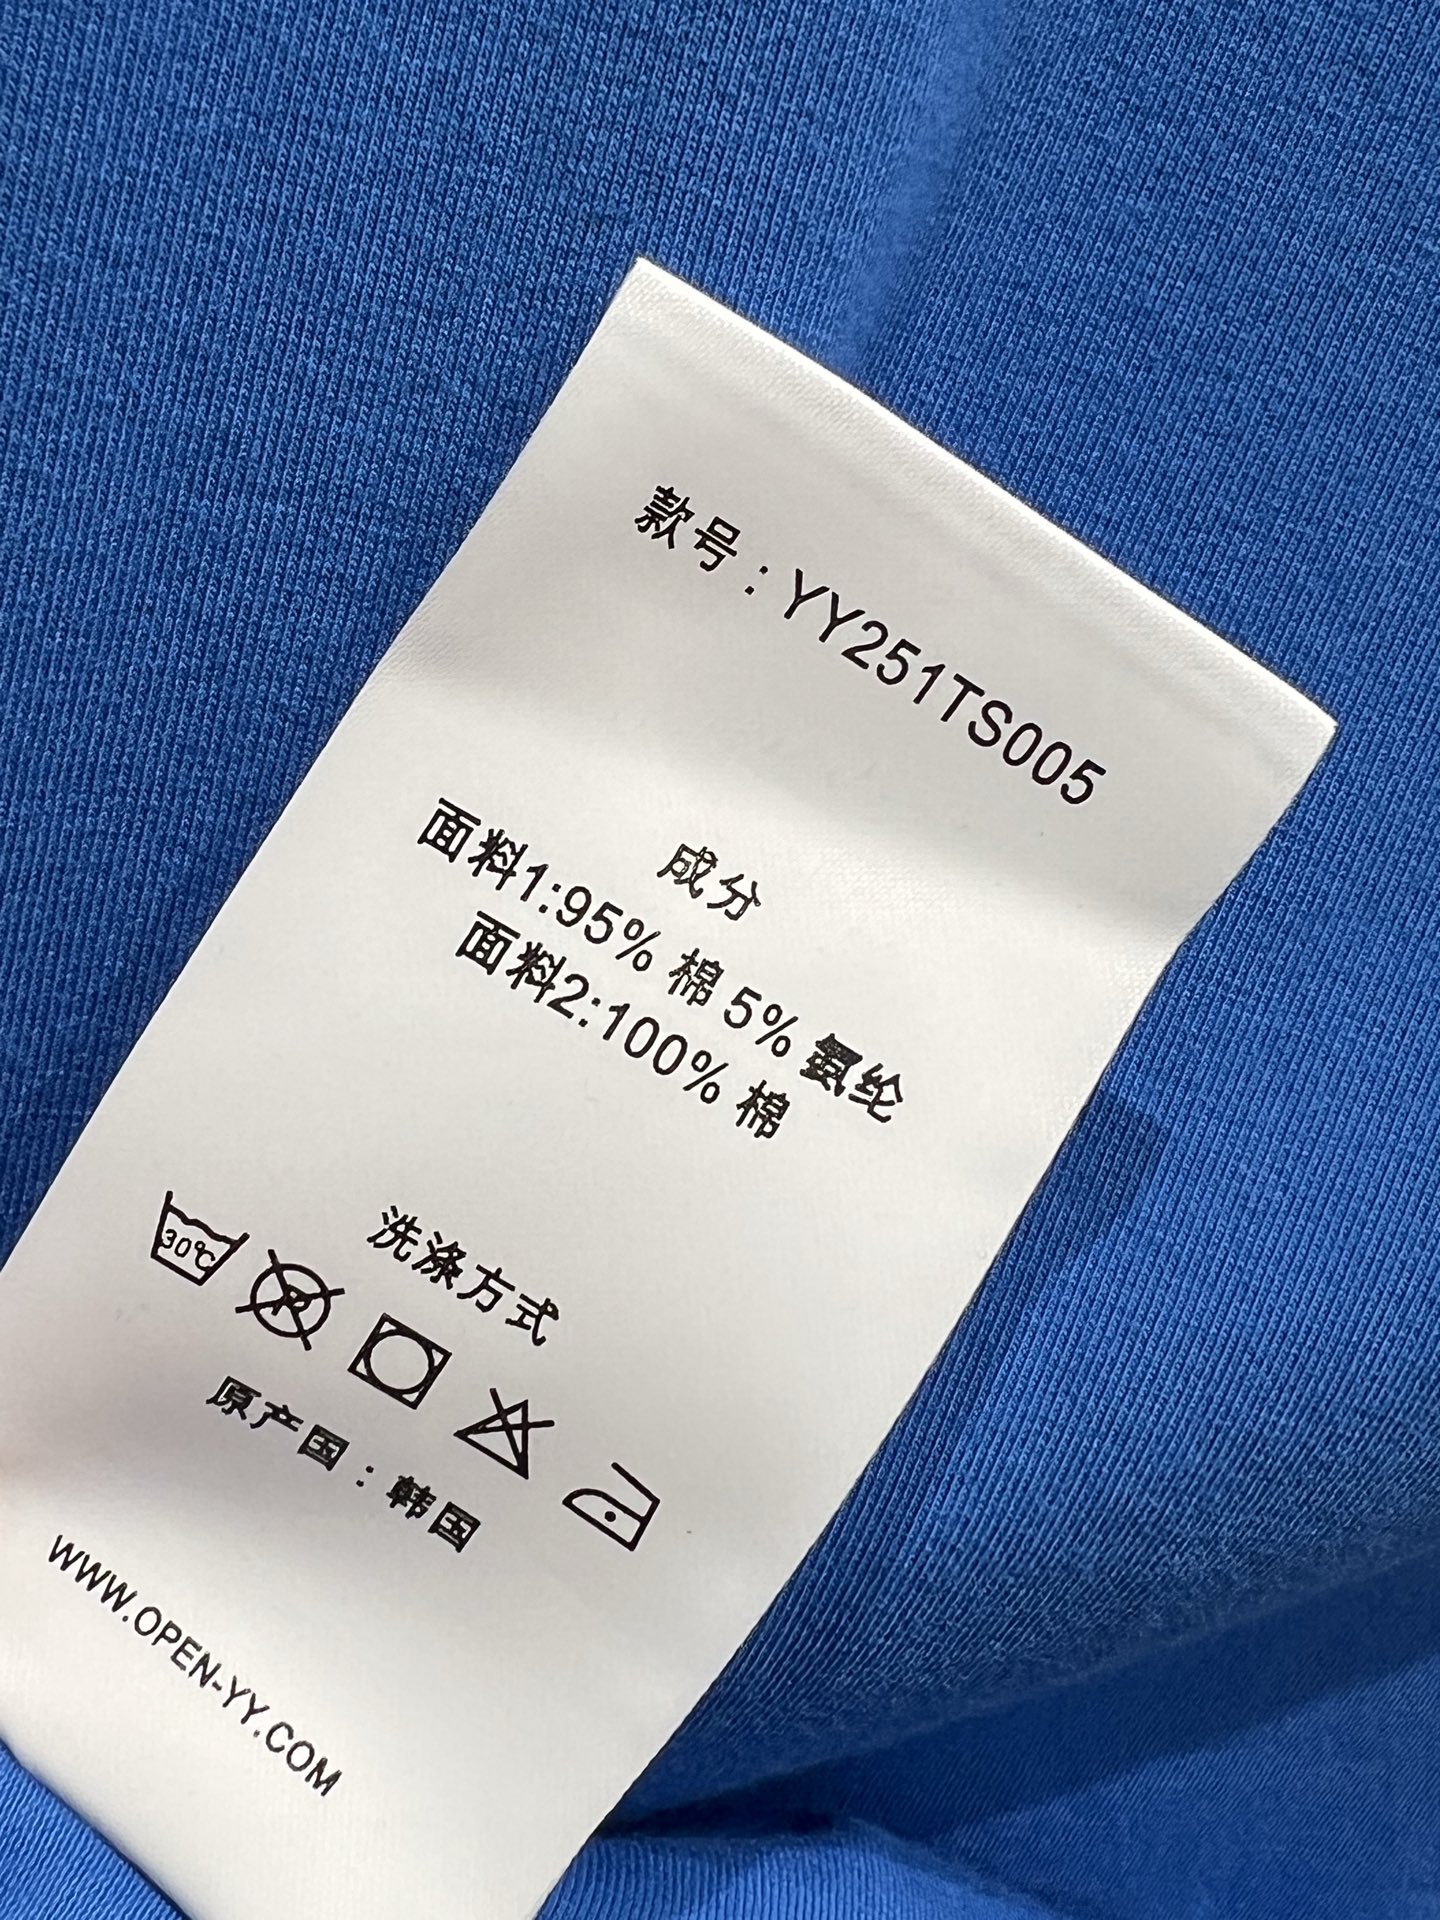 款号：YY251TS005
成分
面料1:95% 棉 5% 氨纶
面料2:100% 棉
洗涤方式
30℃
P
原产国：韩国
WWW.OPEN-YY.COM